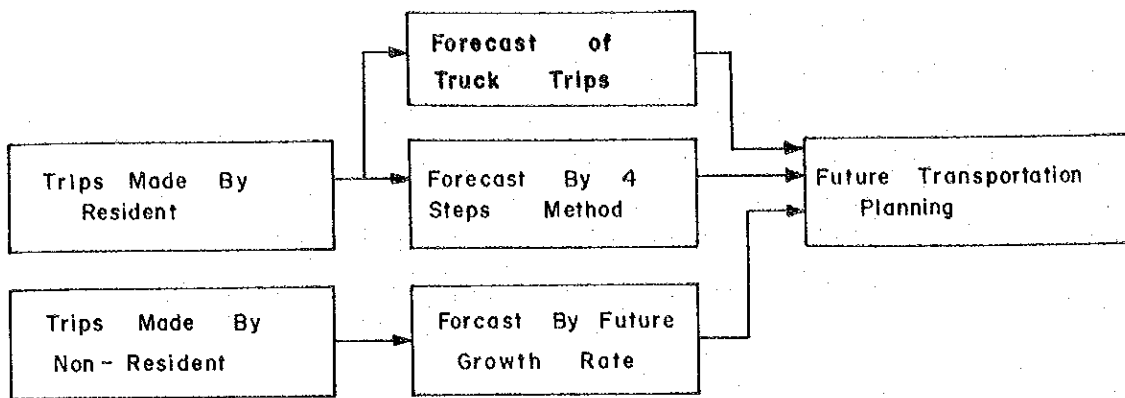 Forecast of
Truck Trips
Trips Made By
Resident
Forecast By 4
Steps Method
Future Transportation
Planning
Trips Made By
Non-Resident
Forcast By Future
Growth Rate